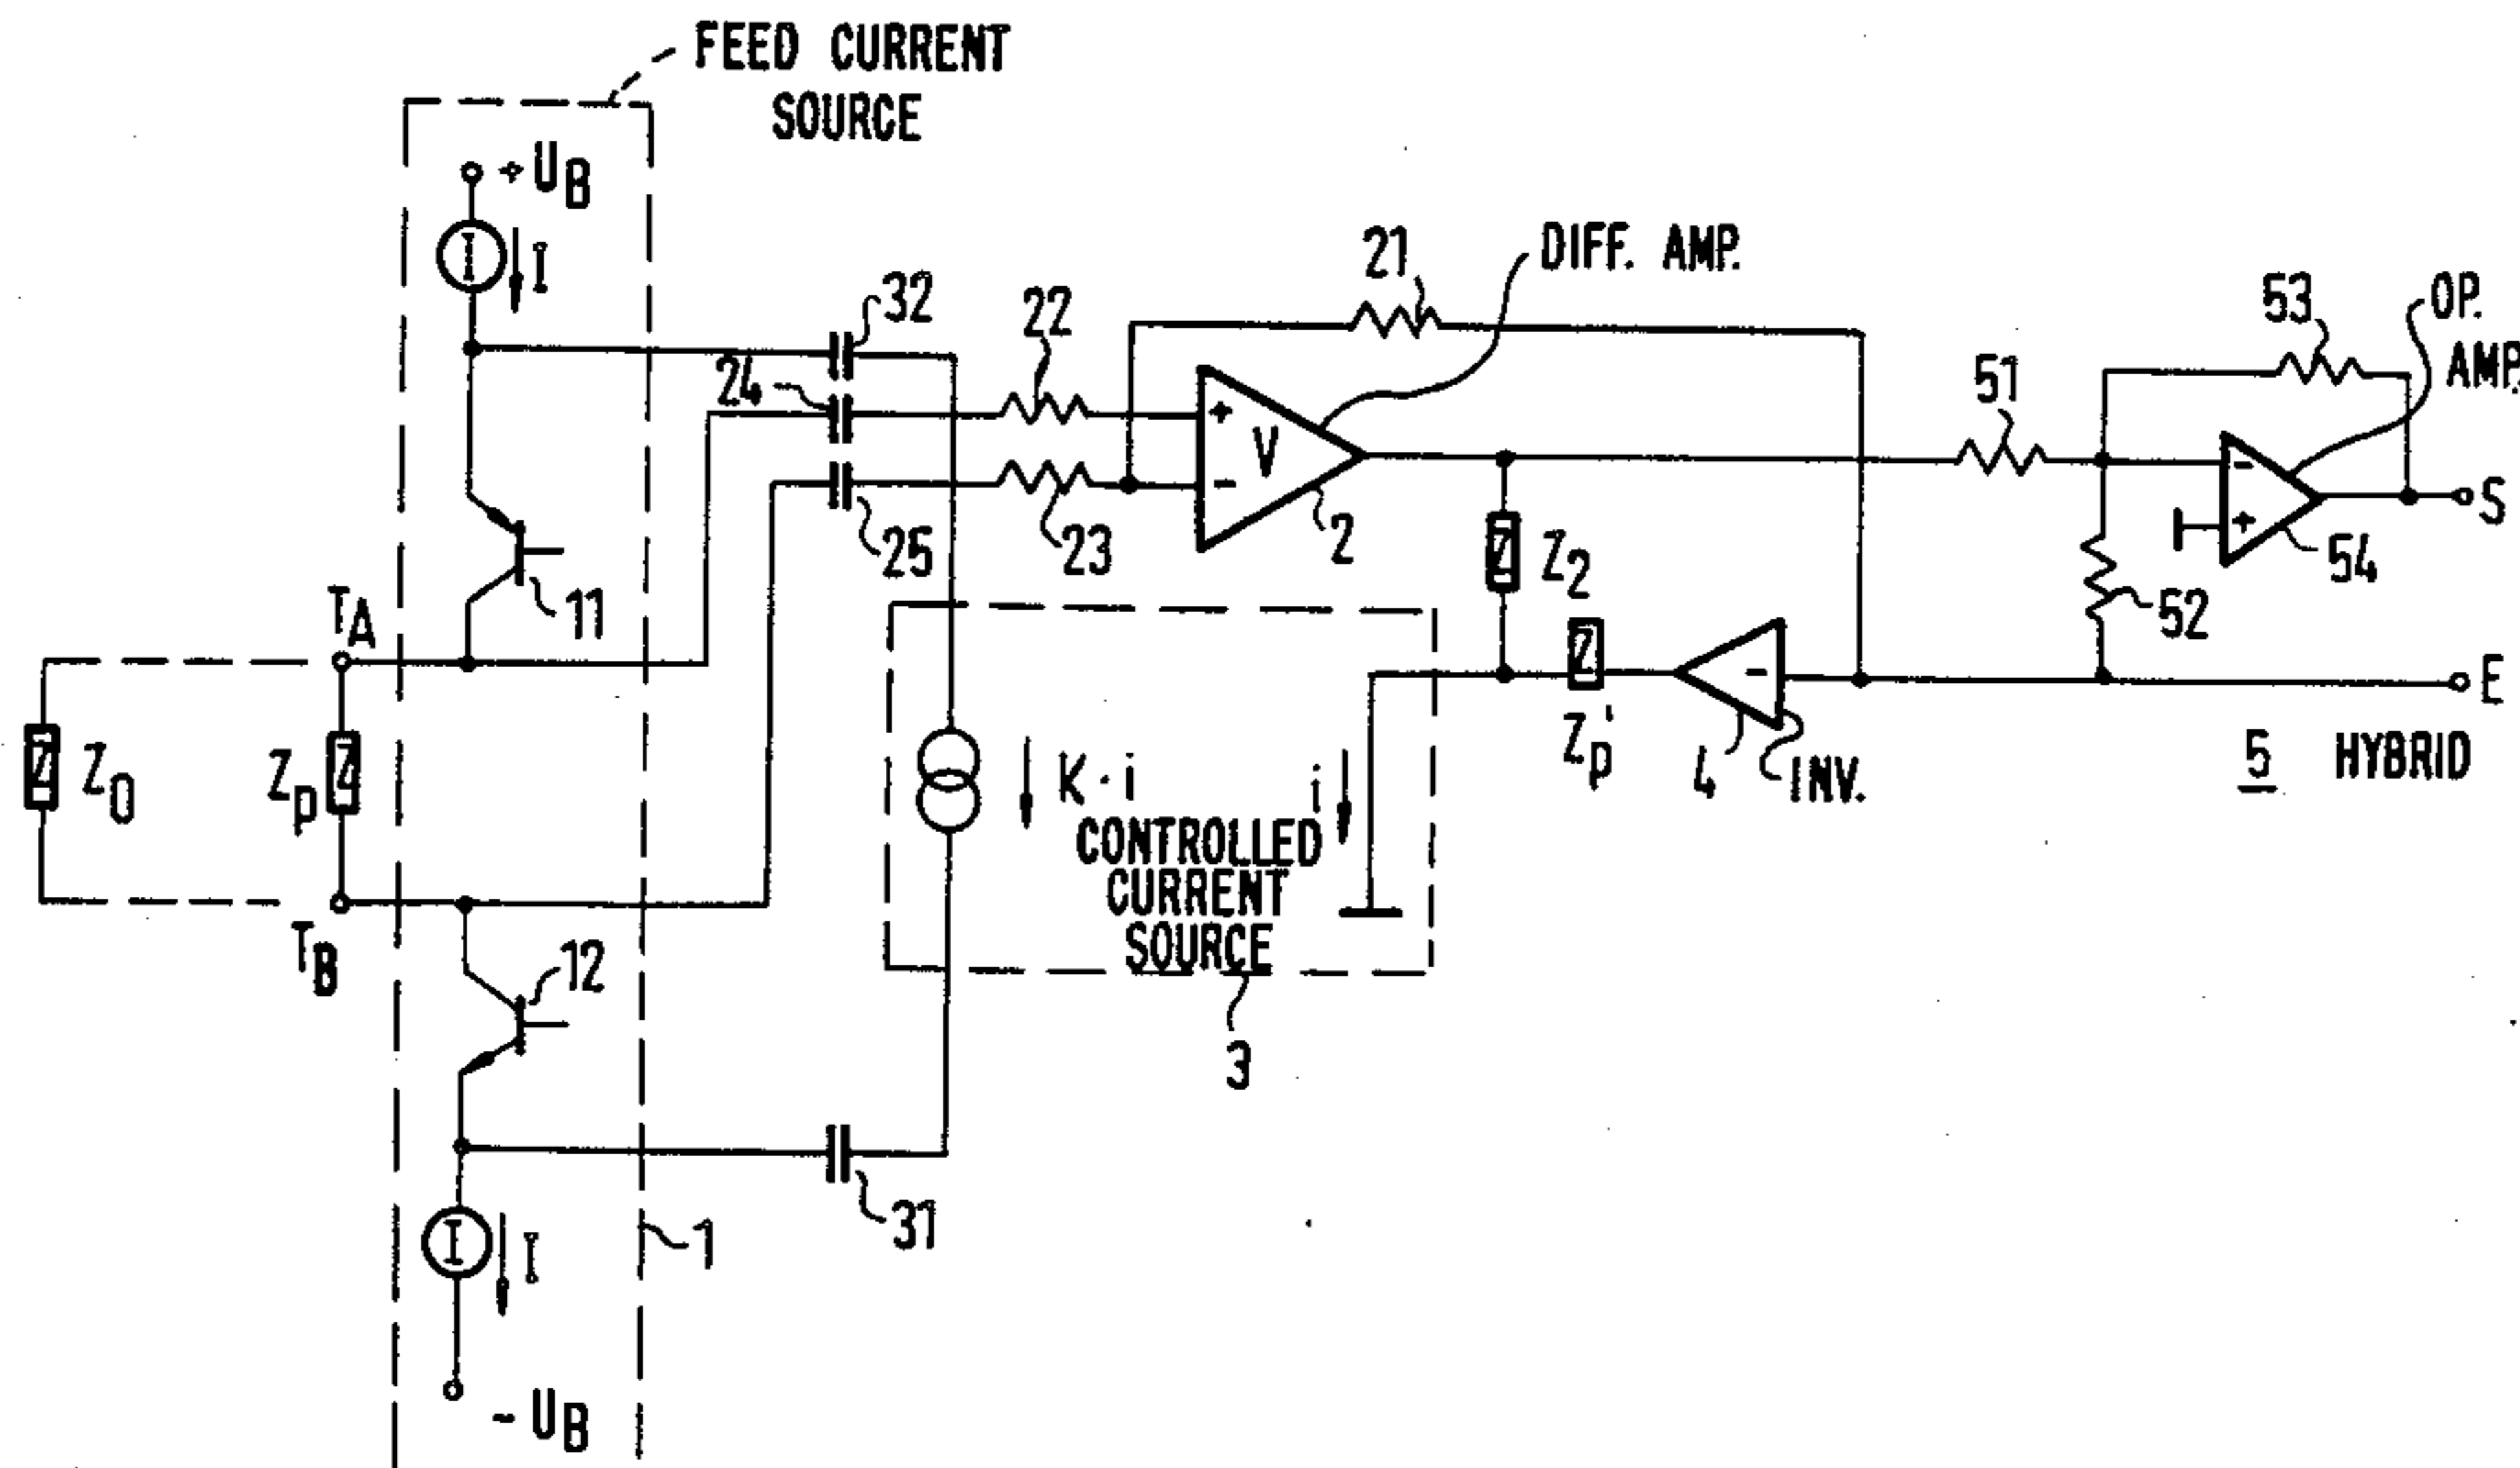 FEED CURRENT
SOURCE
+UB
I
I
32
22
21
DIFF. AMP.
53
OP.
AMP.
24
51
+
V
-
25
23
2
-
+
S
54
TA
11
Z2
52
Z
Z
E
Z0
ZP
Z
Z
ZP'
4
-
INV.
5 HYBRID
K·i
i
CONTROLLED
CURRENT
SOURCE
TB
12
3
31
1
I
I
-UB